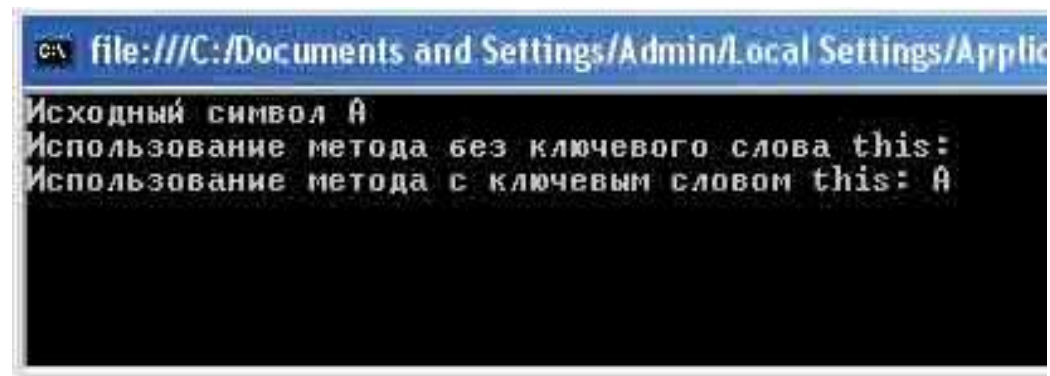 C:\ file:///C:/Documents and Settings/Admin/Local Settings/Applic
Исходный символ A
Использование метода без ключевого слова this:
Использование метода с ключевым словом this: A